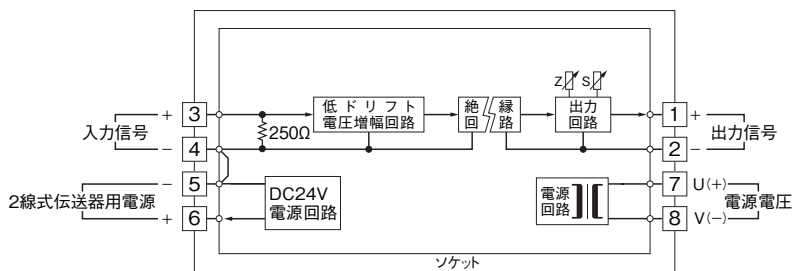 Z S
低ドリフト
電圧増幅回路
絶縁
回路
出力
回路
入力信号
+ 3
250Ω
− 4
1 +
出力信号
2 −
− 5
2線式伝送器用電源
+ 6
DC24V
電源回路
電源
回路
7 U(+)
電源電圧
8 V(−)
ソケット